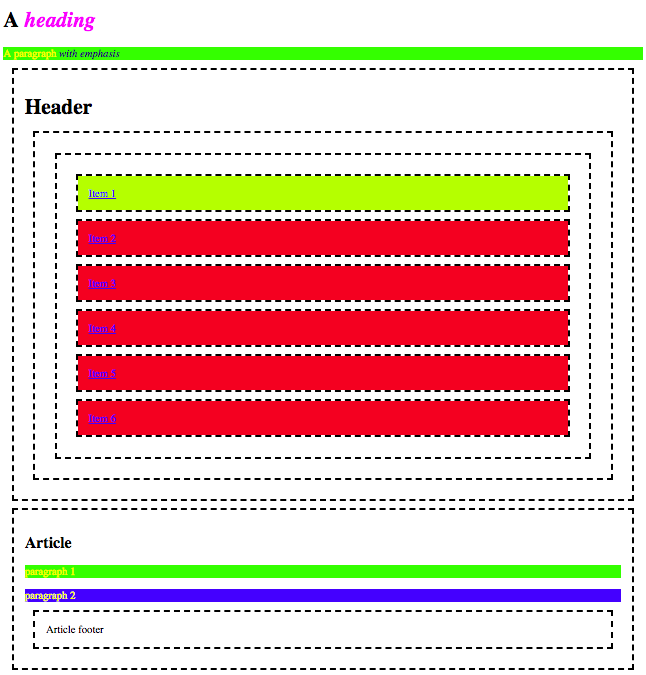 A heading
A paragraph with emphasis
Header
Item 1
Item 2
Item 3
Item 4
Item 5
Item 6
Article
paragraph 1
paragraph 2
Article footer